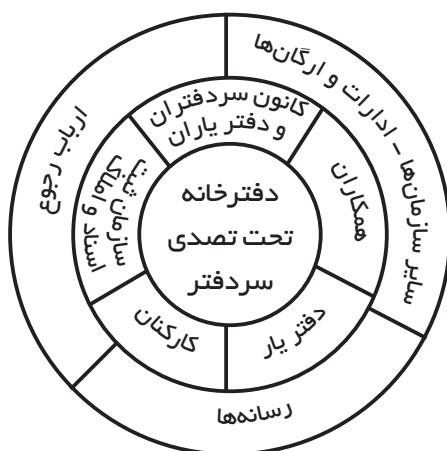 سایر سازمان‌ها - ادارات و ارگان‌ها
ارباب رجوع
رسانه‌ها
کانون سردفتران
و دفتر یاران
همکاران
سازمان ثبت
اسناد و املاک
دفتر یار
کارکنان
دفترخانه
تحت تصدی
سردفتر